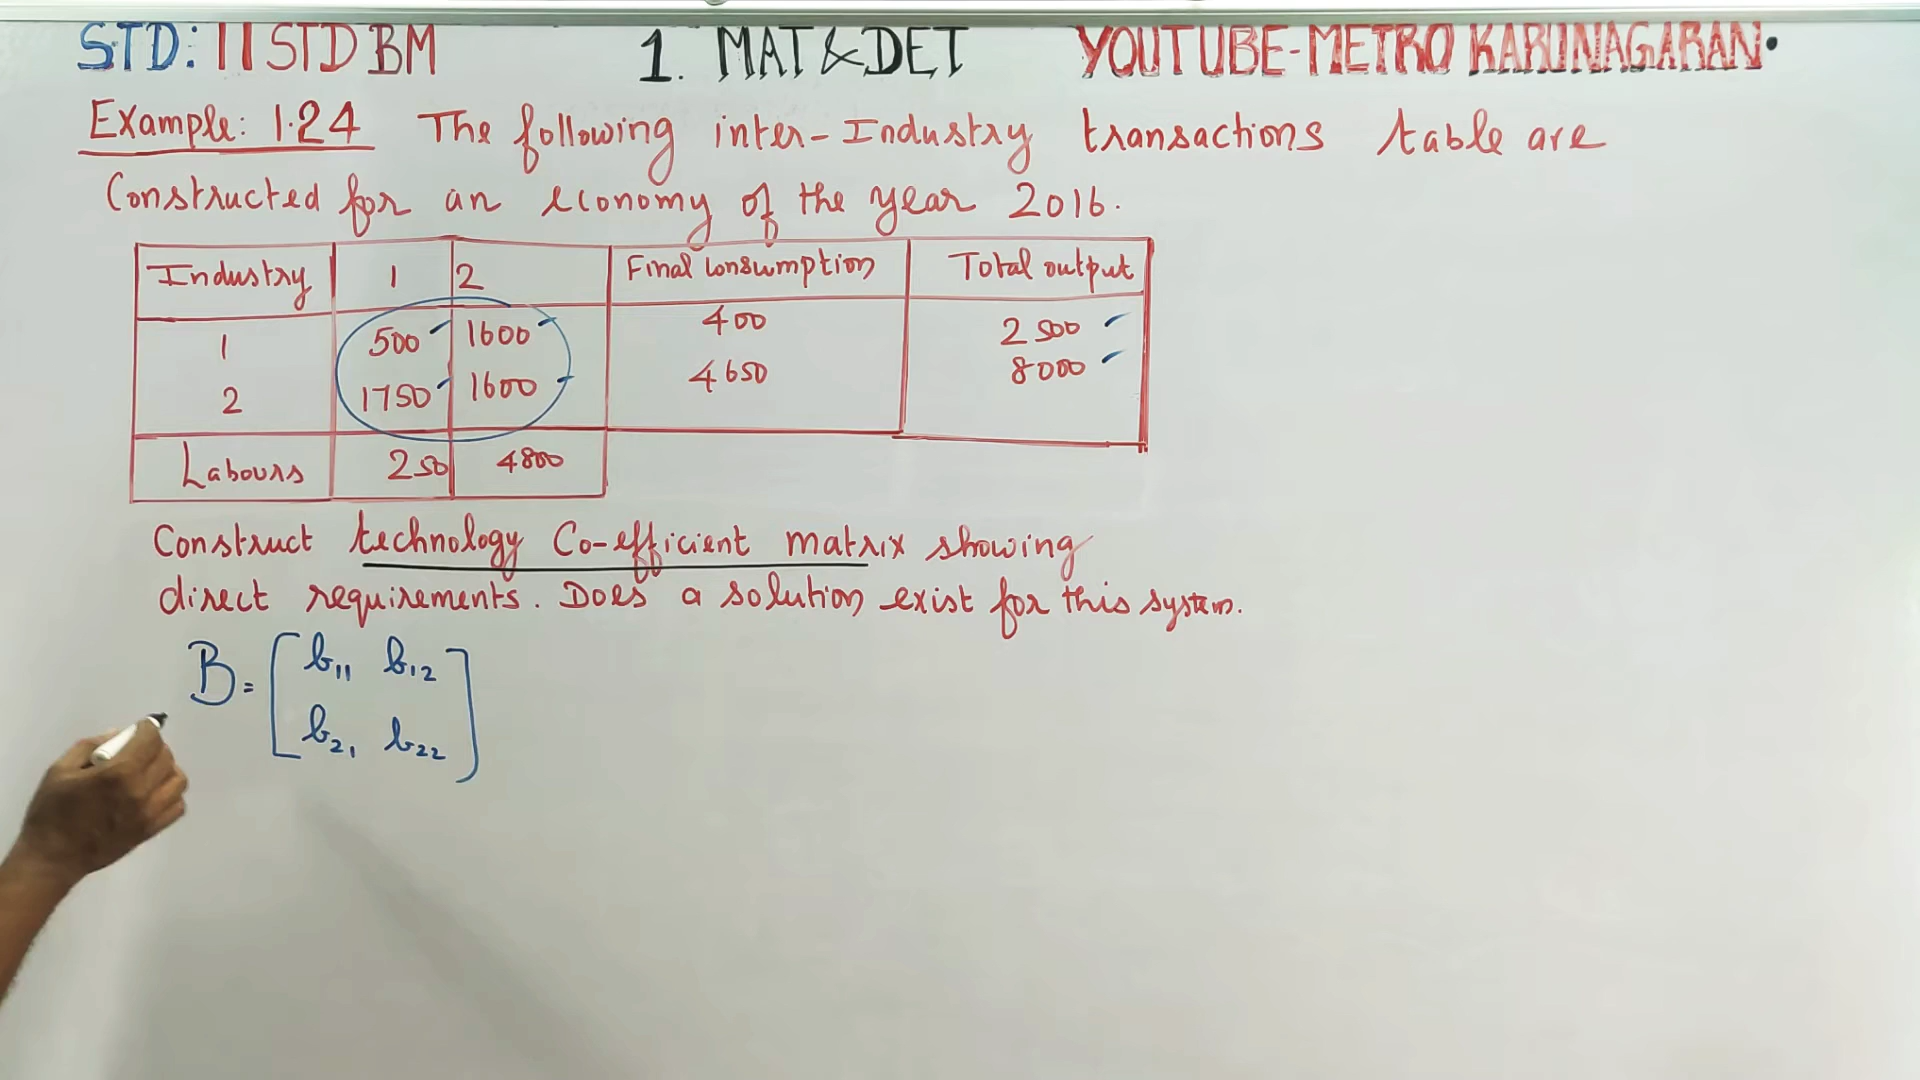 STD: 11 STD BM 1. MAT & DET YOUTUBE-METRO KARUNAGARAN.
Example: 1.24 The following inter-Industry transactions table are
Constructed for an economy of the year 2016.
Industry 1 2 Final Consumption Total output
1 500 1600 400 2500
2 1750 1600 4650 8000
Labours 250 4800
Construct technology Co-efficient matrix showing
direct requirements. Does a solution exist for this system.
B = [ b11 b12
b21 b22 ]